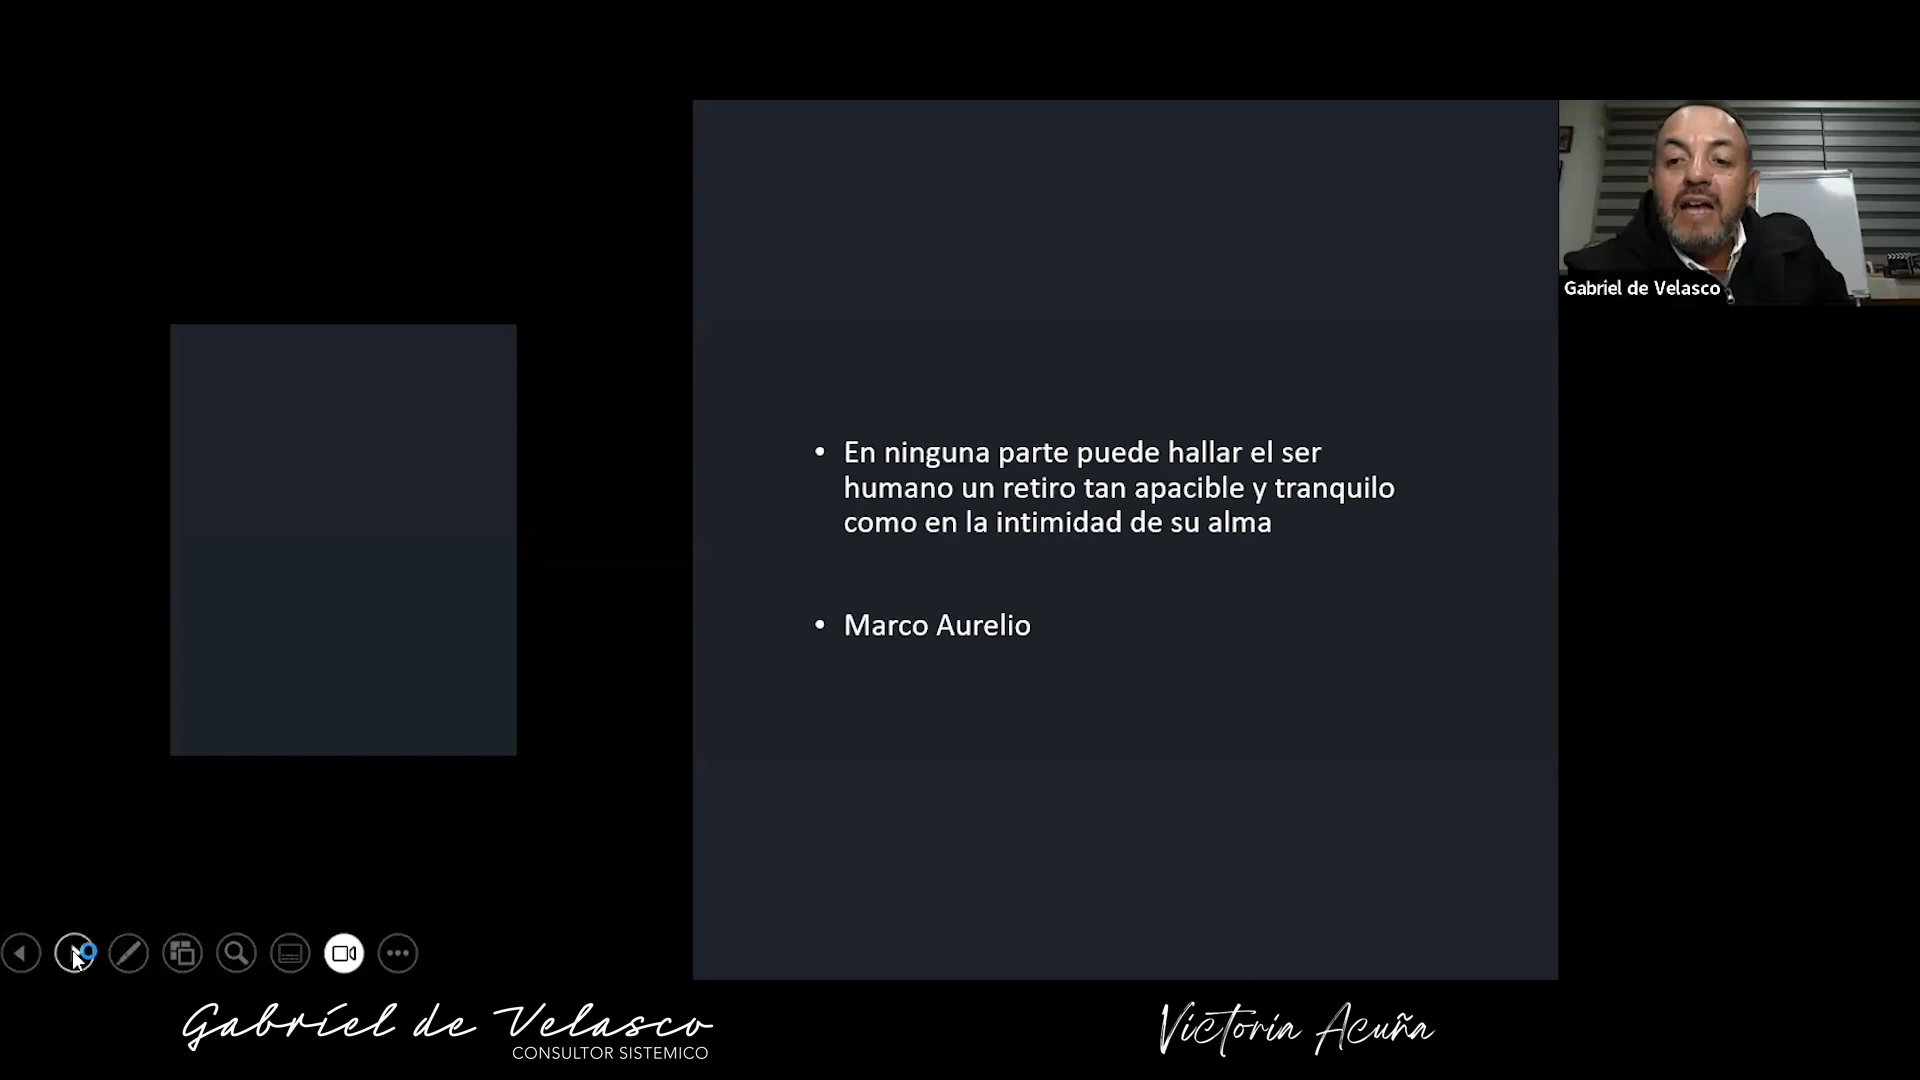 • En ninguna parte puede hallar el ser
humano un retiro tan apacible y tranquilo
como en la intimidad de su alma
• Marco Aurelio
Gabriel de Velasco
Gabriel de Velasco
CONSULTOR SISTEMICO
Victoria Acuña